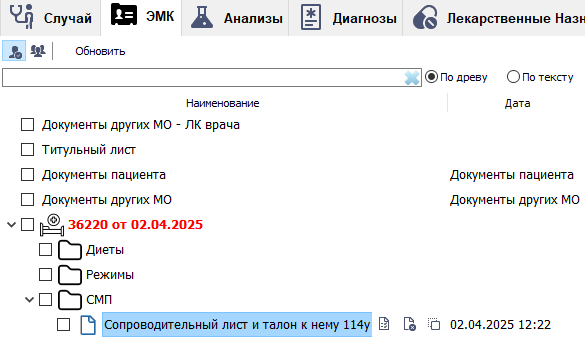 Случай ЭМК Анализы Диагнозы Лекарственные Назн
Обновить
По древу По тексту
Наименование Дата
Документы других МО - ЛК врача
Титульный лист
Документы пациента Документы пациента
Документы других МО Документы других МО
36220 от 02.04.2025
Диеты
Режимы
СМП
Сопроводительный лист и талон к нему 114у 02.04.2025 12:22